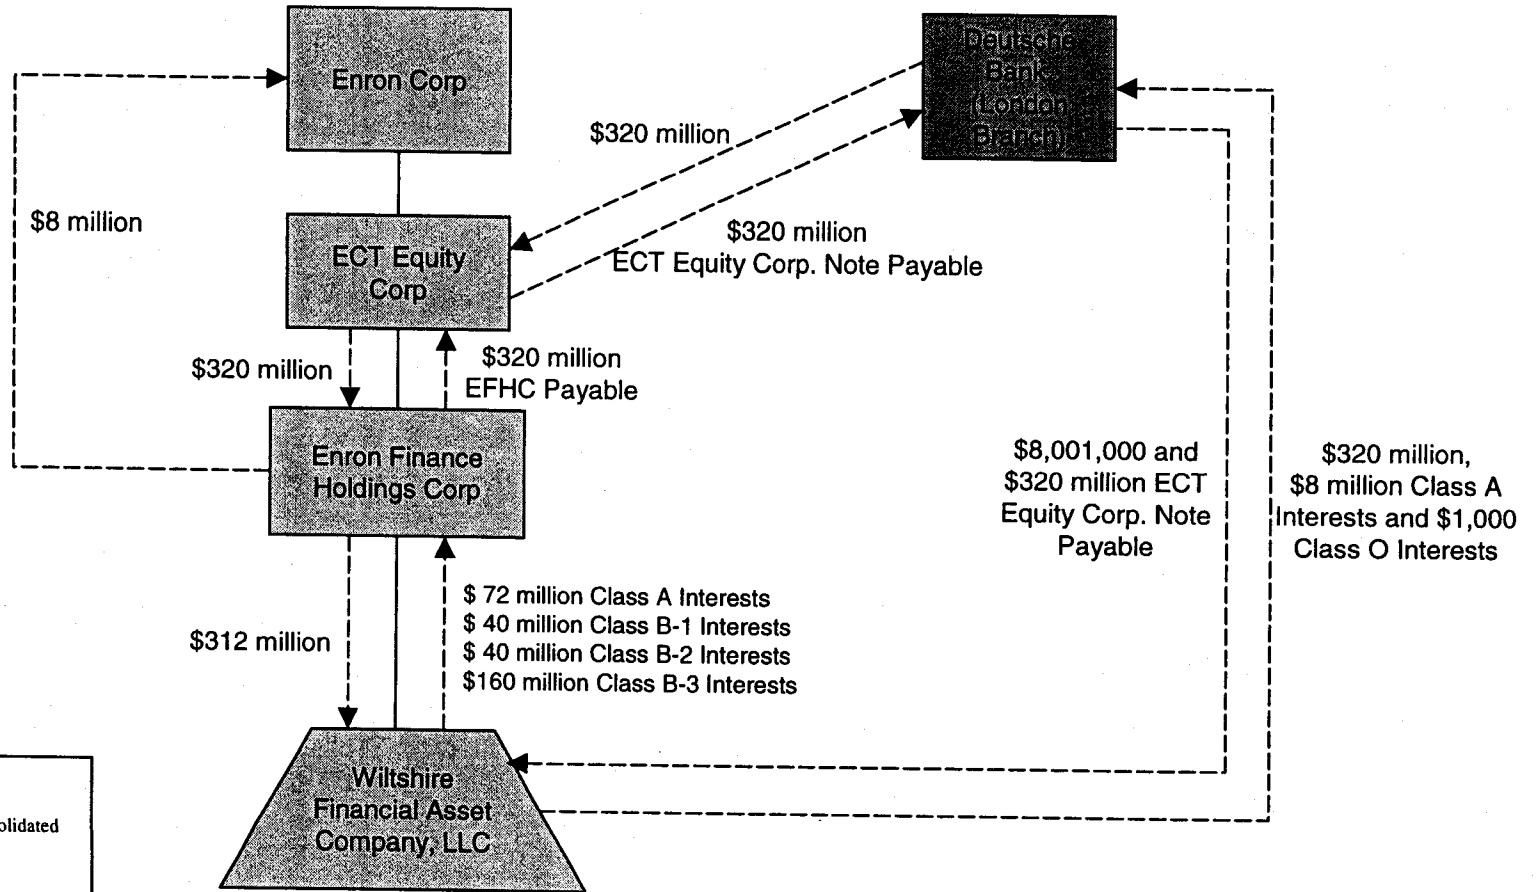 Enron Corp
Deutsche
Bank
(London
Branch)
$320 million
$8 million
ECT Equity
Corp
$320 million
ECT Equity Corp. Note Payable
$320 million
$320 million
EFHC Payable
Enron Finance
Holdings Corp
$8,001,000 and
$320 million ECT
Equity Corp. Note
Payable
$320 million,
$8 million Class A
Interests and $1,000
Class O Interests
$312 million
$ 72 million Class A Interests
$ 40 million Class B-1 Interests
$ 40 million Class B-2 Interests
$160 million Class B-3 Interests
Wiltshire
Financial Asset
Company, LLC
olidated